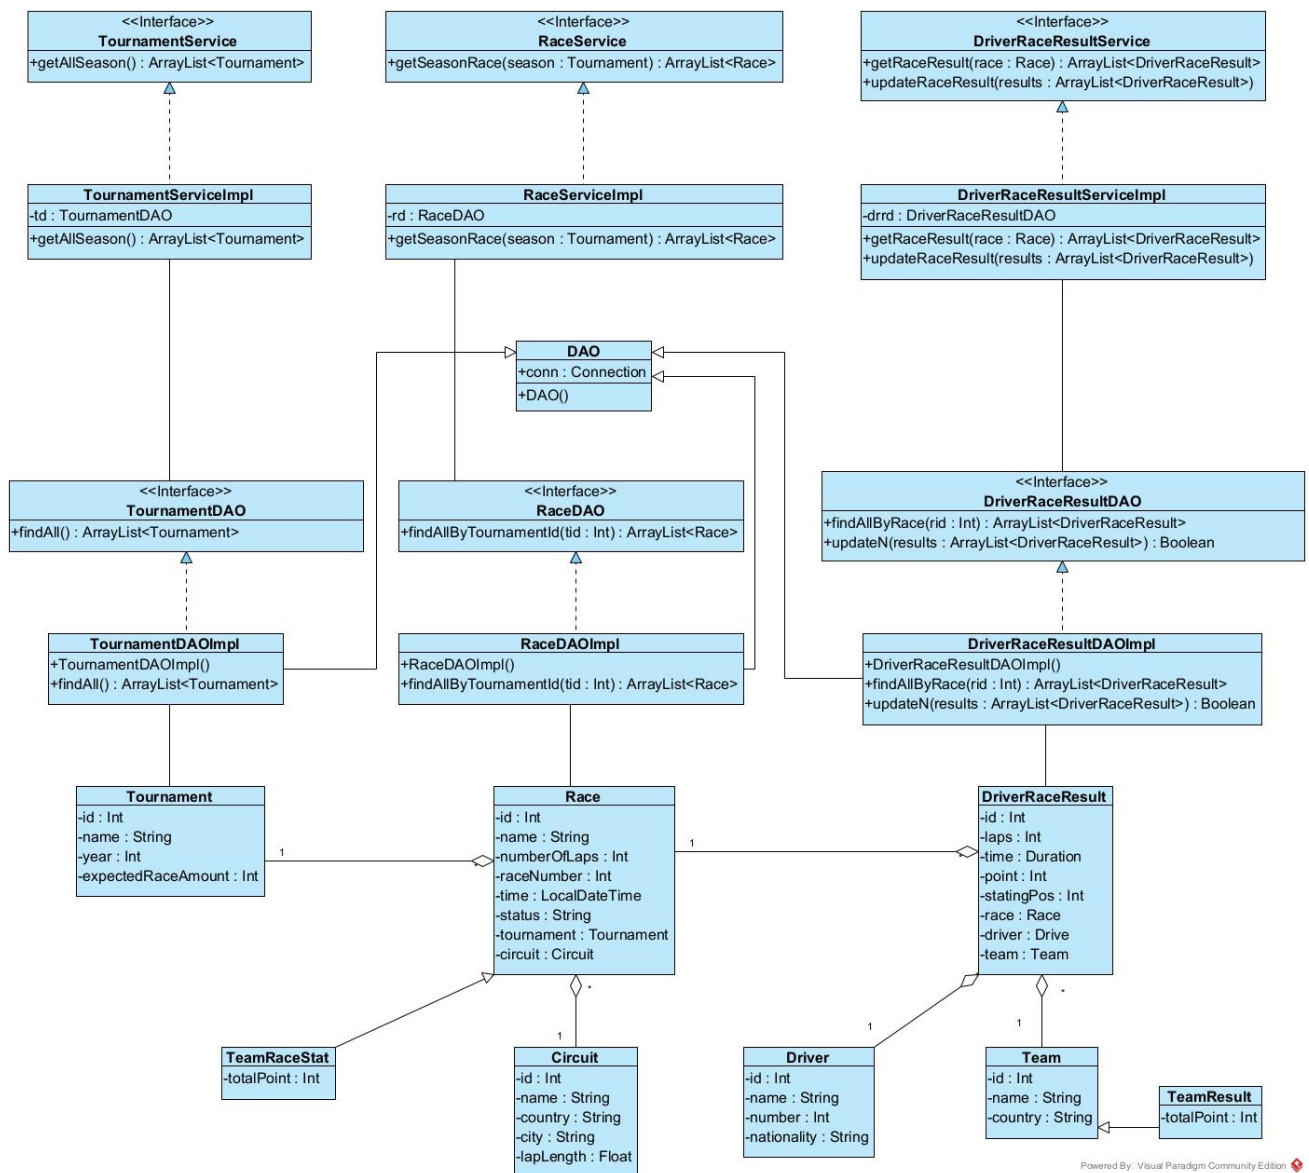 <<Interface>>
TournamentService
+getAllSeason() : ArrayList<Tournament>
<<Interface>>
RaceService
+getSeasonRace(season : Tournament) : ArrayList<Race>
<<Interface>>
DriverRaceResultService
+getRaceResult(race : Race) : ArrayList<DriverRaceResult>
+updateRaceResult(results : ArrayList<DriverRaceResult>)
TournamentServiceImpl
-td : TournamentDAO
+getAllSeason() : ArrayList<Tournament>
RaceServiceImpl
-rd : RaceDAO
+getSeasonRace(season : Tournament) : ArrayList<Race>
DriverRaceResultServiceImpl
-drrd : DriverRaceResultDAO
+getRaceResult(race : Race) : ArrayList<DriverRaceResult>
+updateRaceResult(results : ArrayList<DriverRaceResult>)
DAO
+conn : Connection
+DAO()
<<Interface>>
TournamentDAO
+findAll() : ArrayList<Tournament>
<<Interface>>
RaceDAO
+findAllByTournamentId(tid : Int) : ArrayList<Race>
<<Interface>>
DriverRaceResultDAO
+findAllByRace(rid : Int) : ArrayList<DriverRaceResult>
+updateN(results : ArrayList<DriverRaceResult>) : Boolean
TournamentDAOImpl
+TournamentDAOImpl()
+findAll() : ArrayList<Tournament>
RaceDAOImpl
+RaceDAOImpl()
+findAllByTournamentId(tid : Int) : ArrayList<Race>
DriverRaceResultDAOImpl
+DriverRaceResultDAOImpl()
+findAllByRace(rid : Int) : ArrayList<DriverRaceResult>
+updateN(results : ArrayList<DriverRaceResult>) : Boolean
Tournament
-id : Int
-name : String
-year : Int
-expectedRaceAmount : Int
1
*
Race
-id : Int
-name : String
-numberOfLaps : Int
-raceNumber : Int
-time : LocalDateTime
-status : String
-tournament : Tournament
-circuit : Circuit
1
*
DriverRaceResult
-id : Int
-laps : Int
-time : Duration
-point : Int
-statingPos : Int
-race : Race
-driver : Drive
-team : Team
*
1
*
1
*
1
TeamRaceStat
-totalPoint : Int
Circuit
-id : Int
-name : String
-country : String
-city : String
-lapLength : Float
Driver
-id : Int
-name : String
-number : Int
-nationality : String
Team
-id : Int
-name : String
-country : String
TeamResult
-totalPoint : Int
Powered By: Visual Paradigm Community Edition